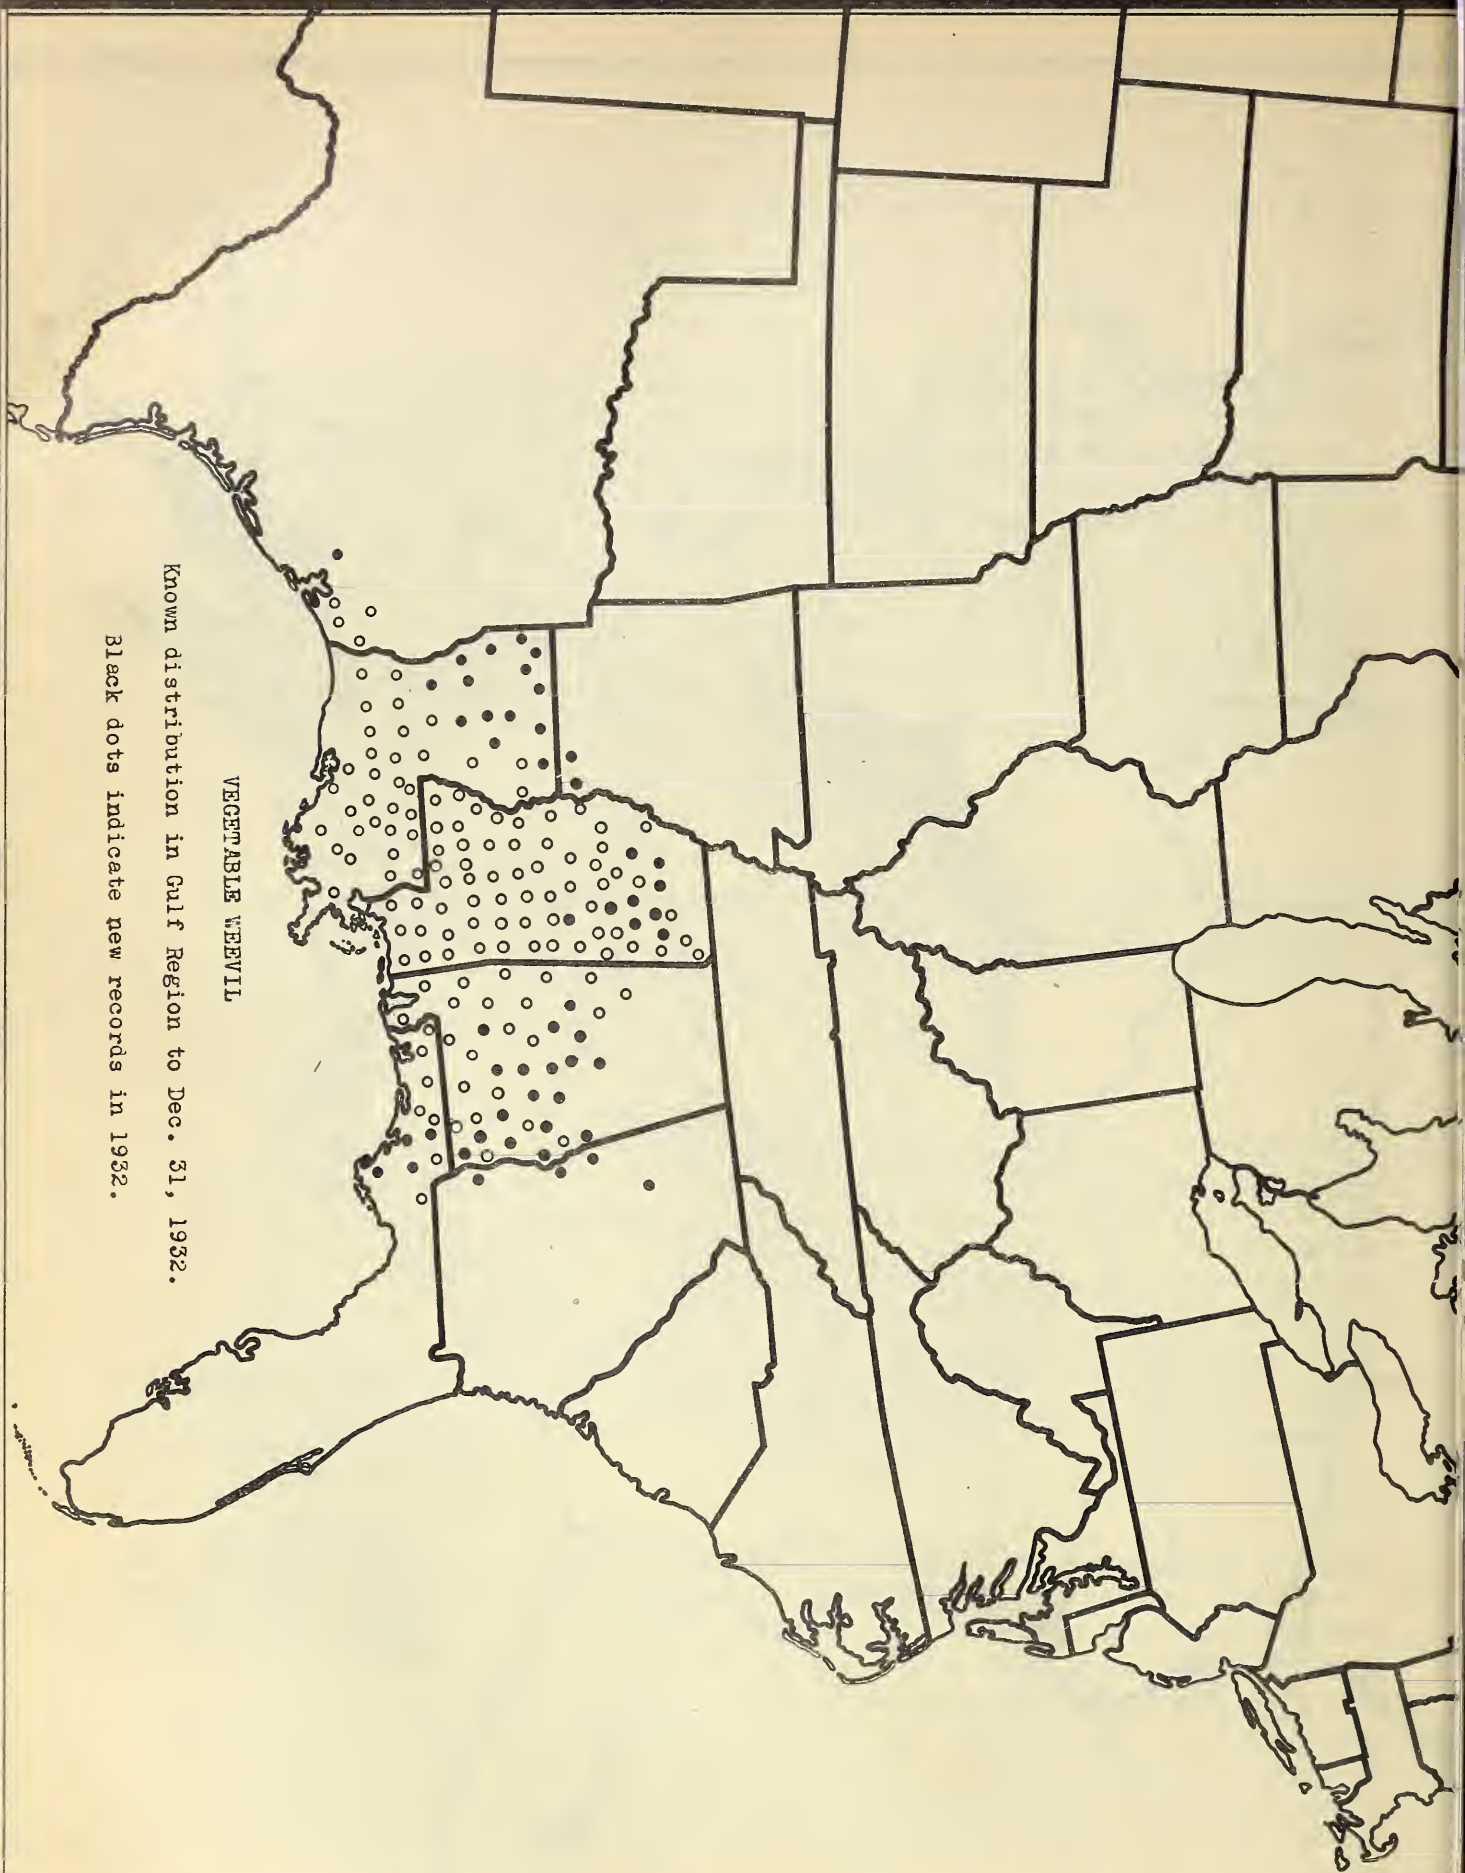 VEGETABLE WEEVIL
Known distribution in Gulf Region to Dec. 31, 1932.
Black dots indicate new records in 1932.